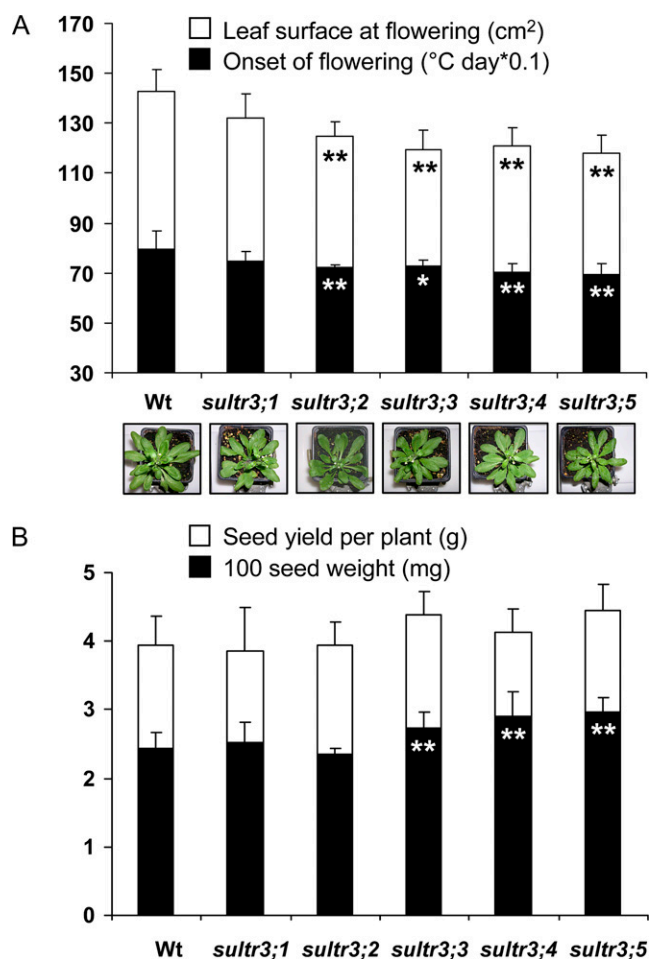 A
Leaf surface at flowering (cm²)
Onset of flowering (°C day*0.1)
170
150
130
110
90
70
50
30
** ** ** **
** * ** **
Wt sultr3;1 sultr3;2 sultr3;3 sultr3;4 sultr3;5
B
Seed yield per plant (g)
100 seed weight (mg)
5
4
3
2
1
0
** ** **
Wt sultr3;1 sultr3;2 sultr3;3 sultr3;4 sultr3;5